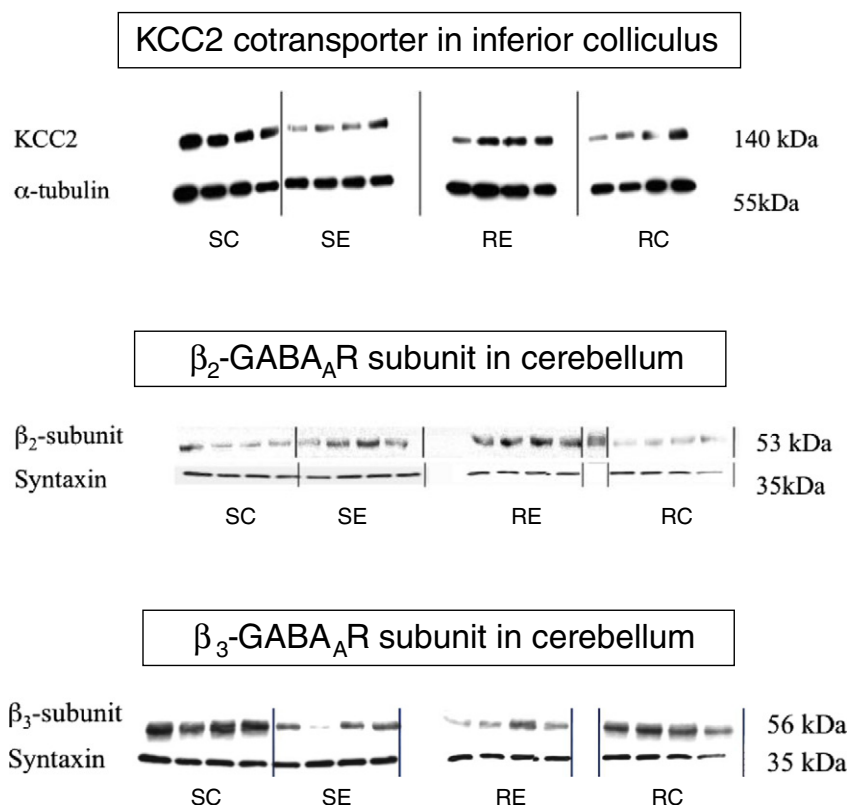 KCC2 cotransporter in inferior colliculus
KCC2 140 kDa
α-tubulin 55kDa
SC SE RE RC
β₂-GABA_AR subunit in cerebellum
β₂-subunit 53 kDa
Syntaxin 35kDa
SC SE RE RC
β₃-GABA_AR subunit in cerebellum
β₃-subunit 56 kDa
Syntaxin 35 kDa
SC SE RE RC